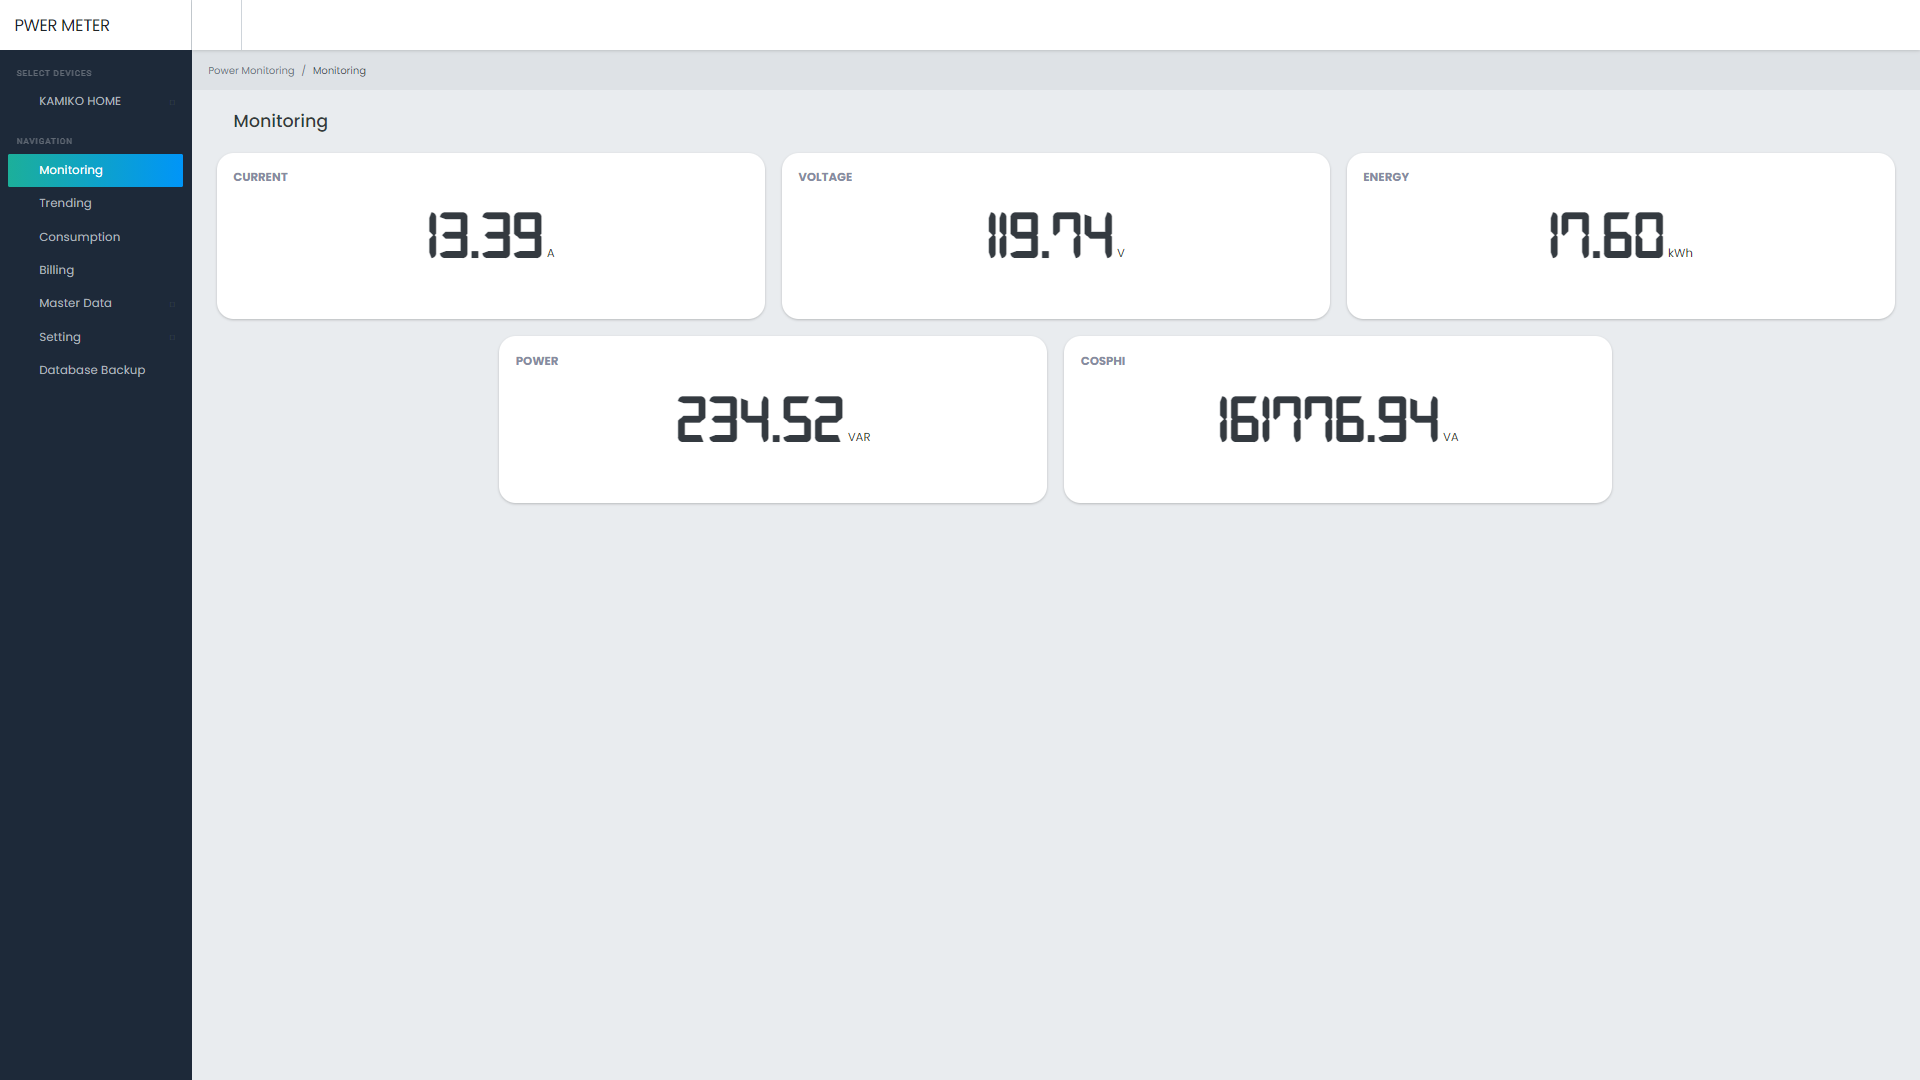 PWER METER
SELECT DEVICES
KAMIKO HOME
NAVIGATION
Monitoring
Trending
Consumption
Billing
Master Data
Setting
Database Backup
Power Monitoring / Monitoring
Monitoring
CURRENT
13.39 A
VOLTAGE
119.74 V
ENERGY
17.60 kWh
POWER
234.52 VAR
COSPHI
161776.94 VA